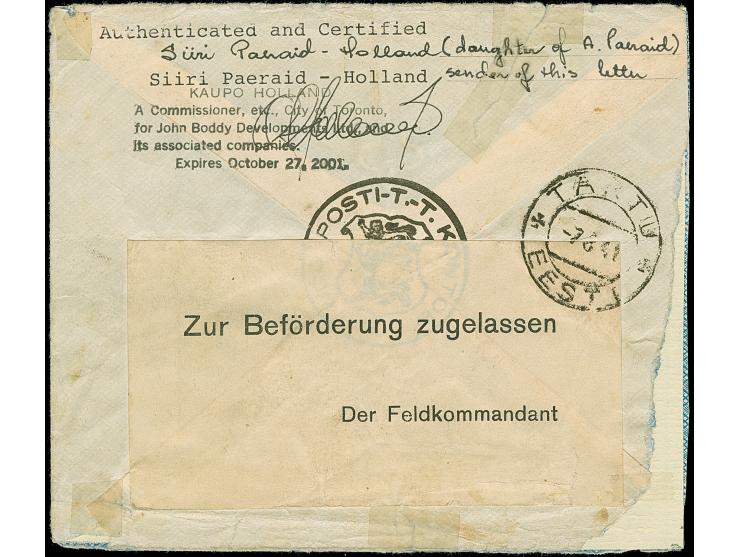 Authenticated and Certified
Siiri Paeraid - Holland (daughter of A. Paeraid)
Siiri Paeraid - Holland sender of this letter
KAUPO HOLLAND
A Commissioner, etc., City of Toronto,
for John Boddy Developments Ltd., and
its associated companies.
Expires October 27, 2001.
POSTI-T.-T. KONTOR
* TARTU *
EESTI
Zur Beförderung zugelassen
Der Feldkommandant